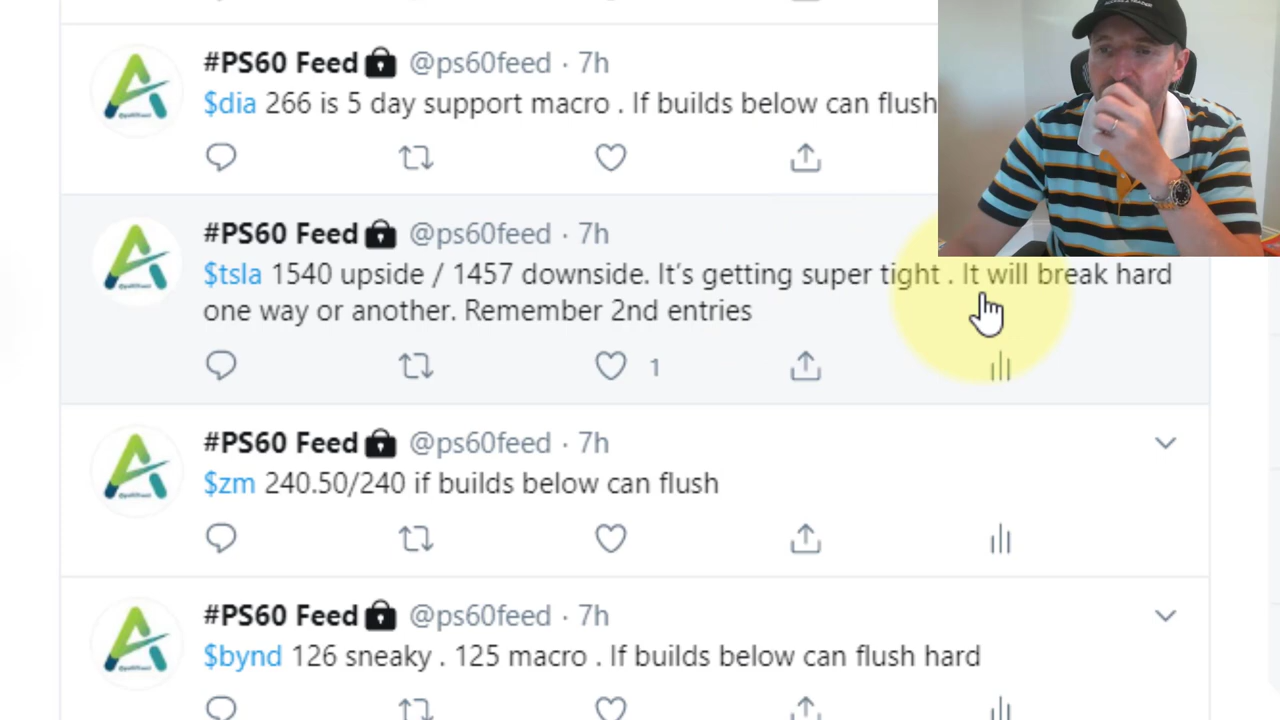 #PS60 Feed @ps60feed · 7h
$dia 266 is 5 day support macro . If builds below can flush
#PS60 Feed @ps60feed · 7h
$tsla 1540 upside / 1457 downside. It's getting super tight . It will break hard
one way or another. Remember 2nd entries
1
#PS60 Feed @ps60feed · 7h
$zm 240.50/240 if builds below can flush
#PS60 Feed @ps60feed · 7h
$bynd 126 sneaky . 125 macro . If builds below can flush hard